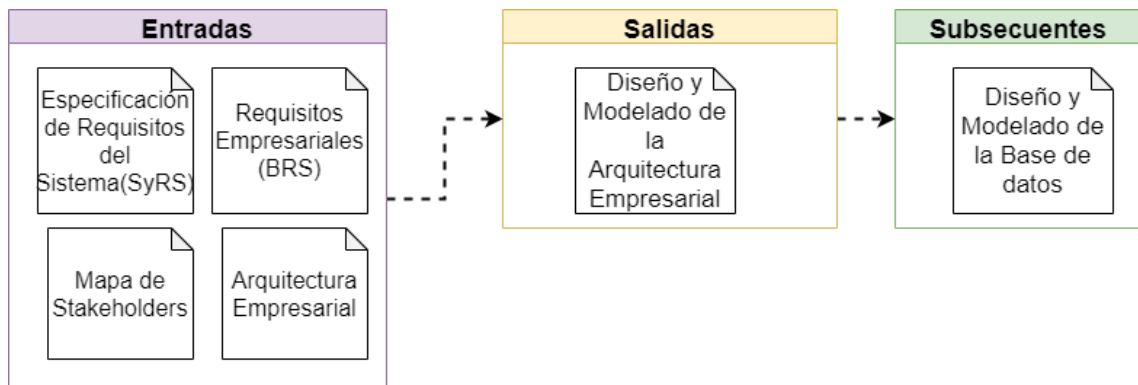 Entradas
Especificación
de Requisitos
del
Sistema(SyRS)
Requisitos
Empresariales
(BRS)
Mapa de
Stakeholders
Arquitectura
Empresarial
Salidas
Diseño y
Modelado de
la
Arquitectura
Empresarial
Subsecuentes
Diseño y
Modelado de
la Base de
datos